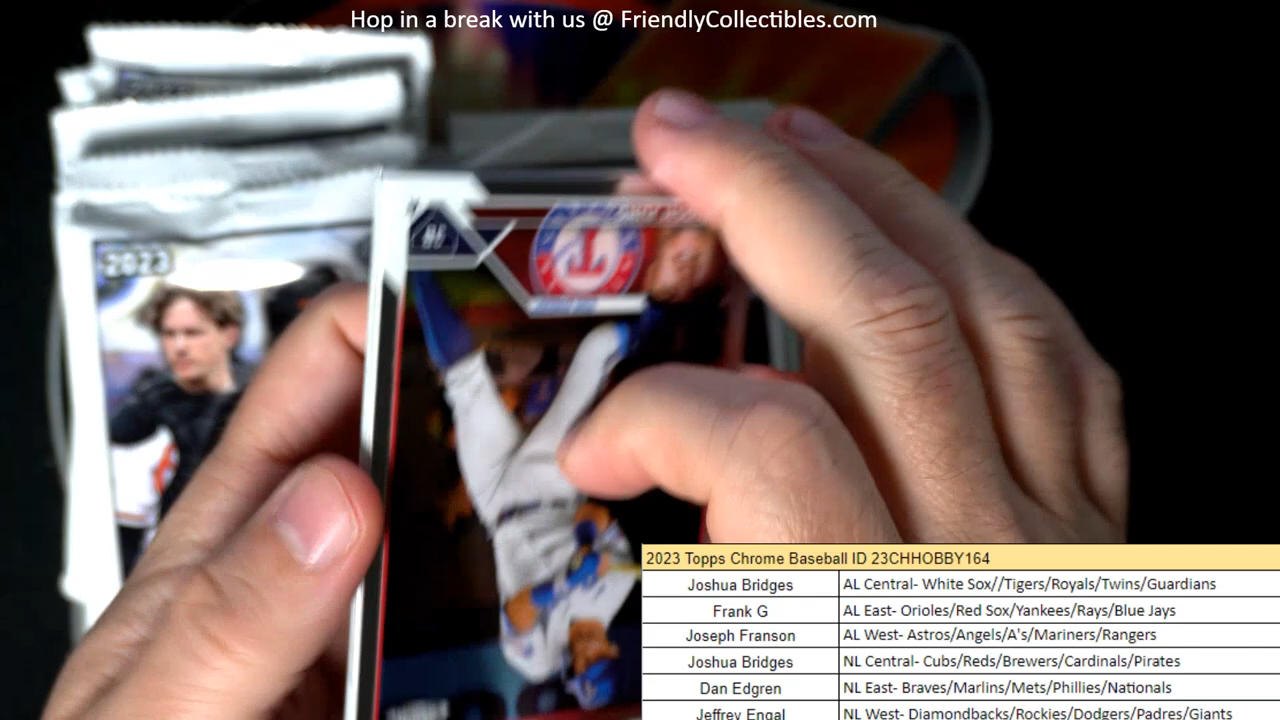 Hop in a break with us @ FriendlyCollectibles.com
2023
T
2023 Topps Chrome Baseball ID 23CHHOBBY164
Joshua Bridges AL Central- White Sox//Tigers/Royals/Twins/Guardians
Frank G AL East- Orioles/Red Sox/Yankees/Rays/Blue Jays
Joseph Franson AL West- Astros/Angels/A's/Mariners/Rangers
Joshua Bridges NL Central- Cubs/Reds/Brewers/Cardinals/Pirates
Dan Edgren NL East- Braves/Marlins/Mets/Phillies/Nationals
Jeffrey Engal NL West- Diamondbacks/Rockies/Dodgers/Padres/Giants